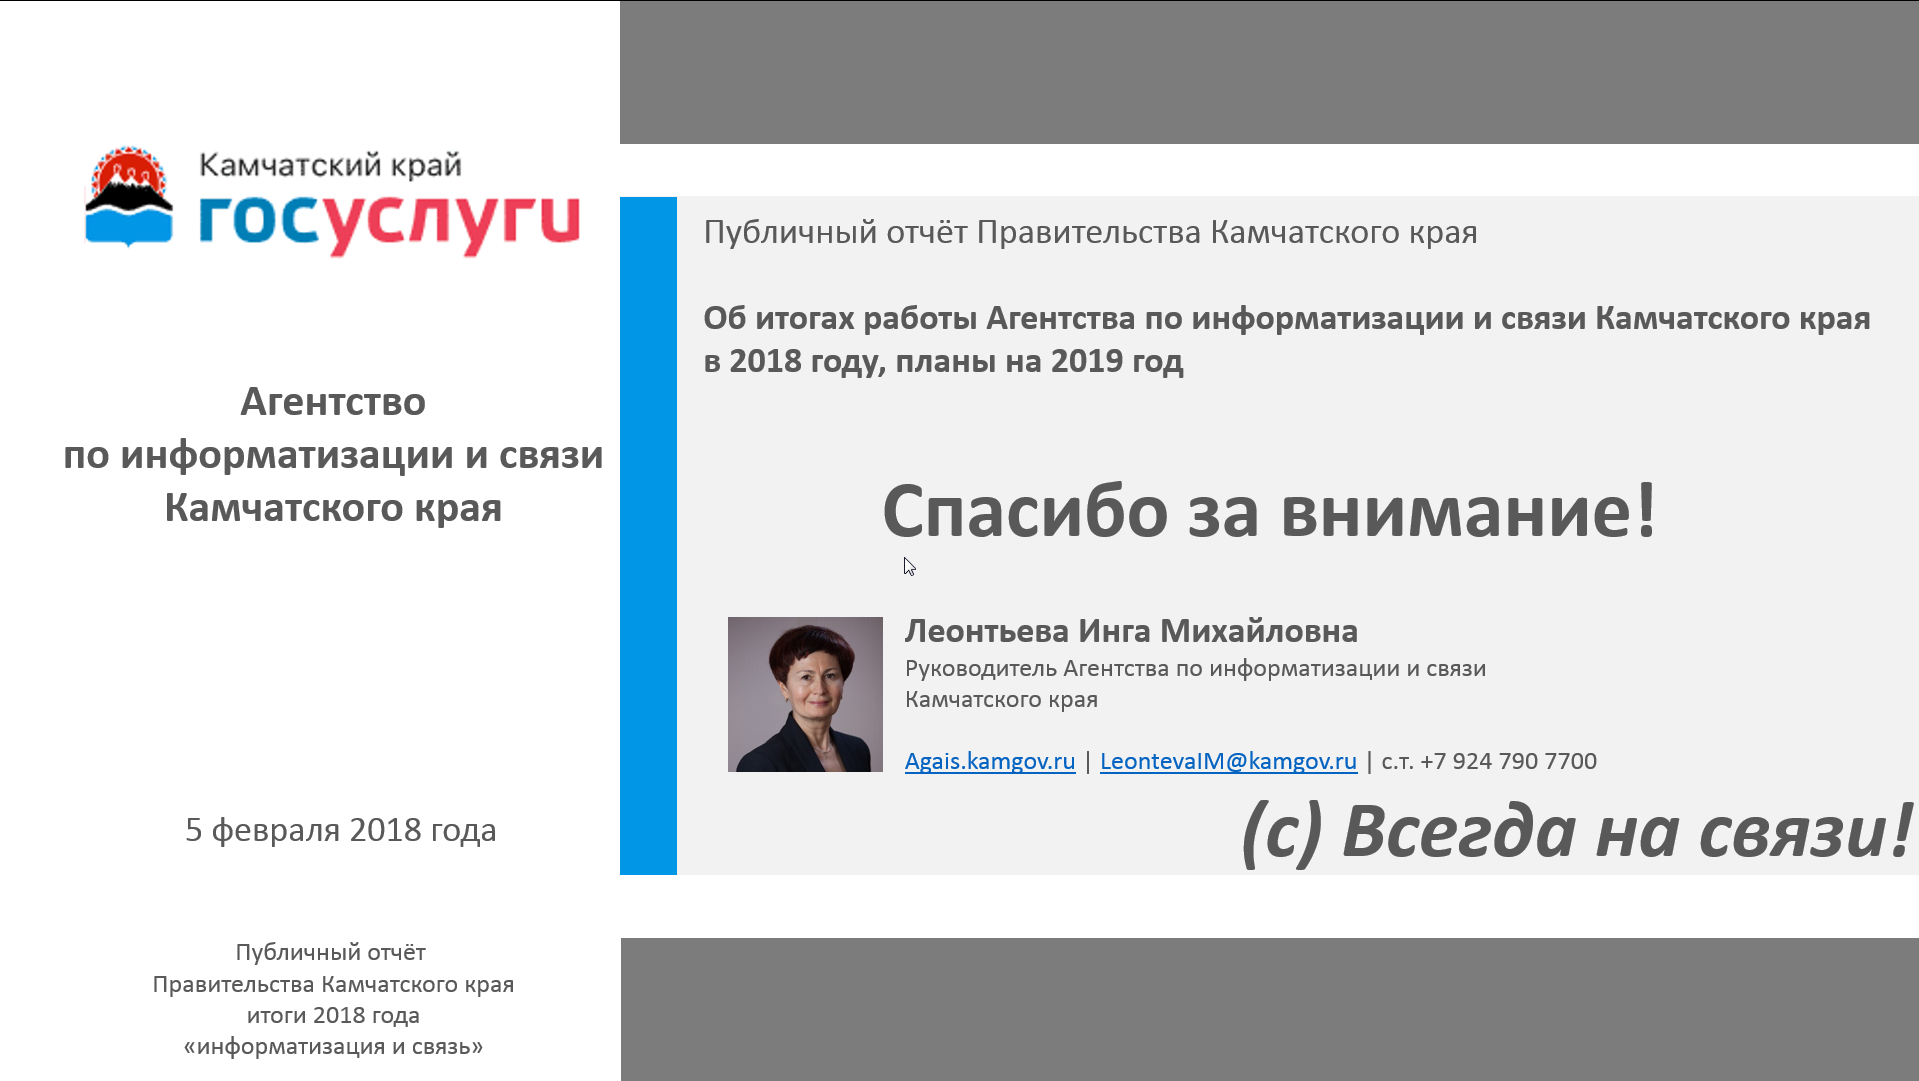 Камчатский край
госуслуги
Агентство
по информатизации и связи
Камчатского края
5 февраля 2018 года
Публичный отчёт
Правительства Камчатского края
итоги 2018 года
«информатизация и связь»
Публичный отчёт Правительства Камчатского края
Об итогах работы Агентства по информатизации и связи Камчатского края
в 2018 году, планы на 2019 год
Спасибо за внимание!
Леонтьева Инга Михайловна
Руководитель Агентства по информатизации и связи
Камчатского края
Agais.kamgov.ru | LeontevaIM@kamgov.ru | с.т. +7 924 790 7700
(с) Всегда на связи!